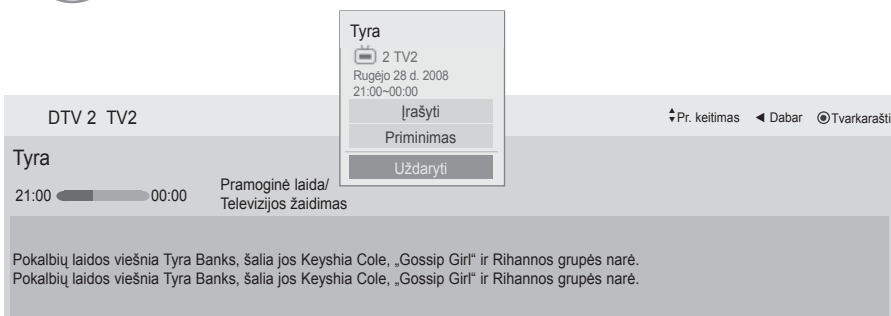 Tyra
2 TV2
Rugėjo 28 d. 2008
21:00~00:00
Įrašyti
Priminimas
Uždaryti
DTV 2 TV2
Pr. keitimas ◀ Dabar ◉Tvarkarašti
Tyra
21:00 00:00
Pramoginė laida/
Televizijos žaidimas
Pokalbių laidos viešnia Tyra Banks, šalia jos Keyshia Cole, „Gossip Girl“ ir Rihannos grupės narė.
Pokalbių laidos viešnia Tyra Banks, šalia jos Keyshia Cole, „Gossip Girl“ ir Rihannos grupės narė.